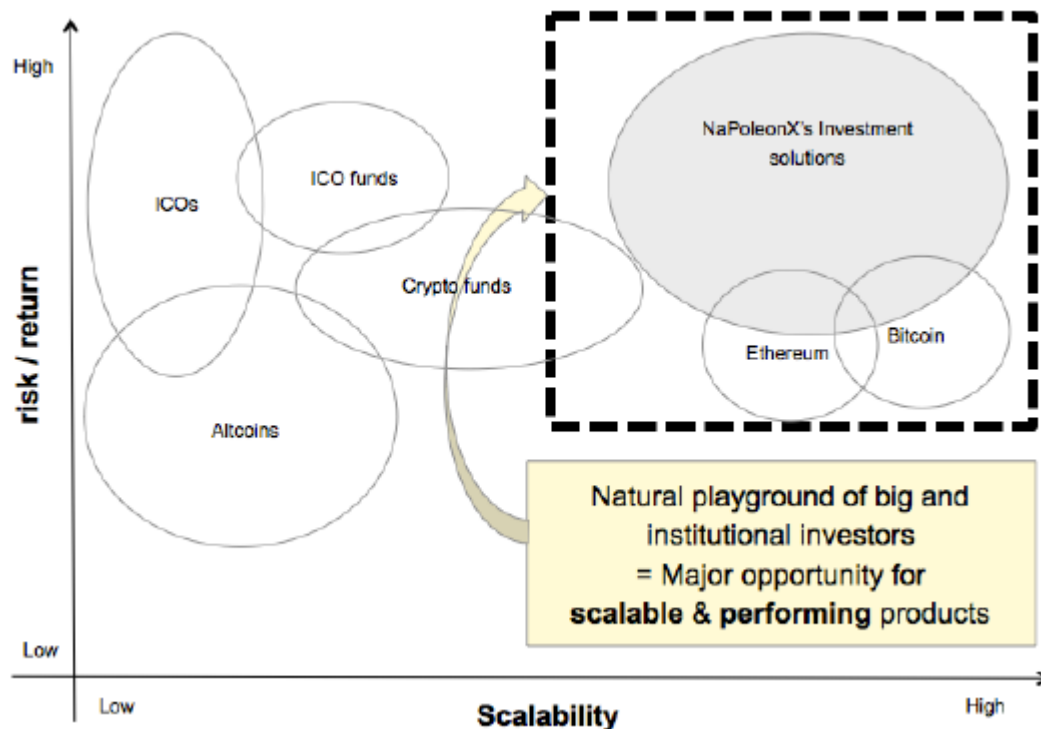 High
NaPoleonX's Investment
solutions
ICO funds
ICOs
Crypto funds
Bitcoin
Ethereum
risk / return
Altcoins
Natural playground of big and
institutional investors
= Major opportunity for
scalable & performing products
Low
Low
Scalability
High